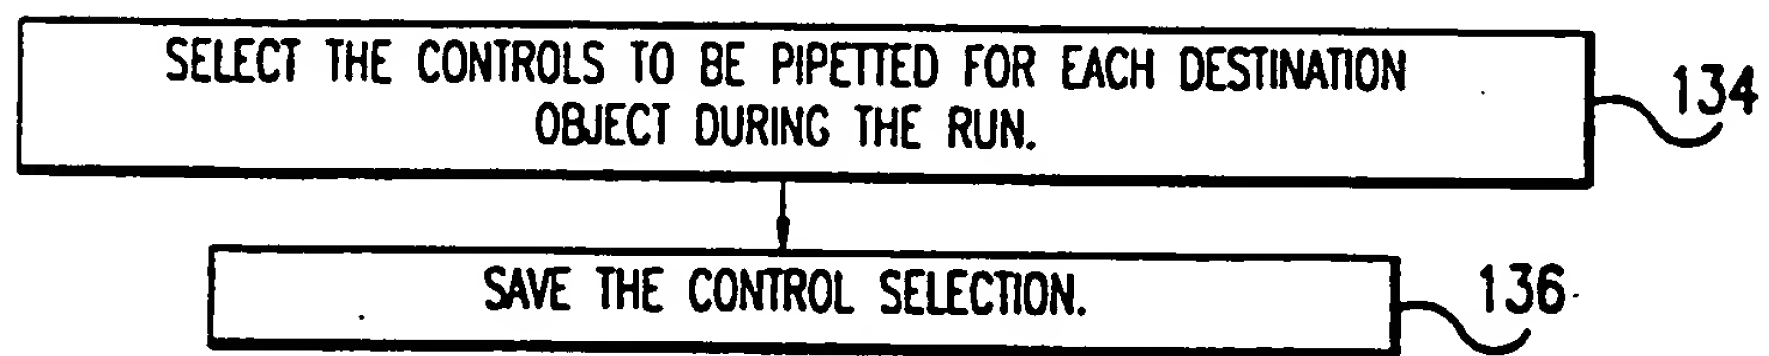 SELECT THE CONTROLS TO BE PIPETTED FOR EACH DESTINATION
OBJECT DURING THE RUN.
134
SAVE THE CONTROL SELECTION.
136